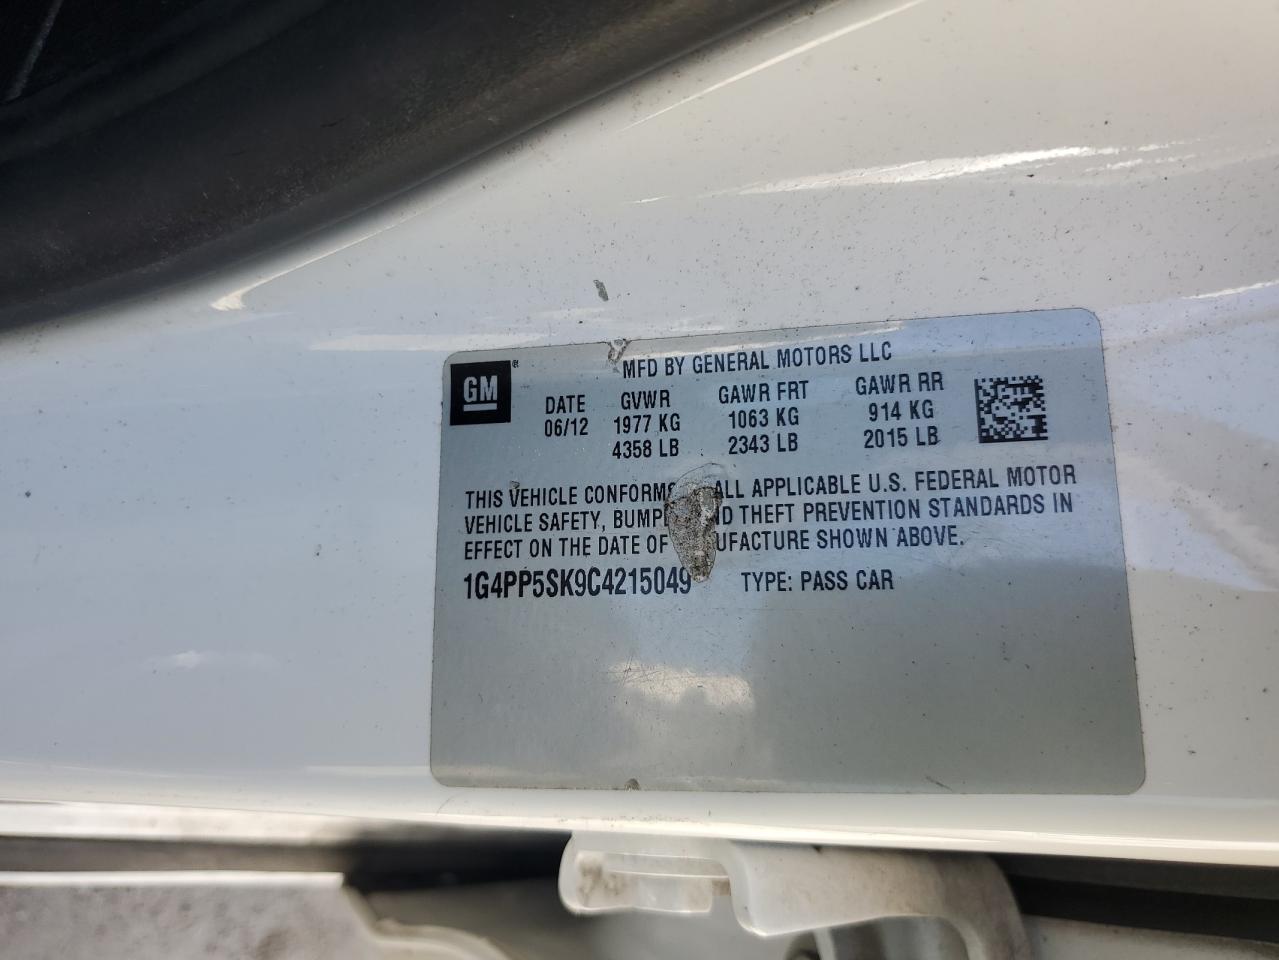 MFD BY GENERAL MOTORS LLC
GM ®
DATE GVWR GAWR FRT GAWR RR
06/12 1977 KG 1063 KG 914 KG
4358 LB 2343 LB 2015 LB
THIS VEHICLE CONFORMS ALL APPLICABLE U.S. FEDERAL MOTOR
VEHICLE SAFETY, THEFT PREVENTION STANDARDS IN
EFFECT ON THE DATE OF SHOWN ABOVE.
1G4PP5SK9C4215049 TYPE: PASS CAR